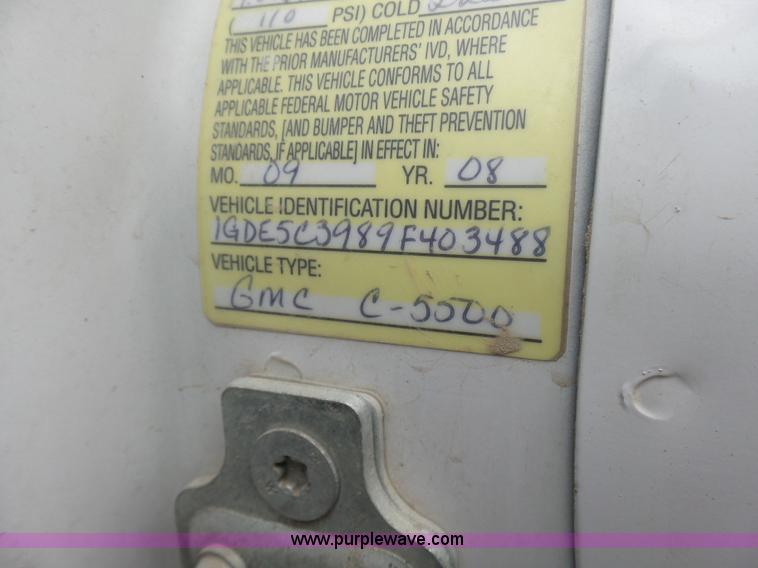 ( 110 PSI) COLD
THIS VEHICLE HAS BEEN COMPLETED IN ACCORDANCE
WITH THE PRIOR MANUFACTURERS' IVD, WHERE
APPLICABLE. THIS VEHICLE CONFORMS TO ALL
APPLICABLE FEDERAL MOTOR VEHICLE SAFETY
STANDARDS, [AND BUMPER AND THEFT PREVENTION
STANDARDS, IF APPLICABLE] IN EFFECT IN:
MO. 09 YR. 08
VEHICLE IDENTIFICATION NUMBER:
1GDE5C3989F403488
VEHICLE TYPE:
GMC C-5500
www.purplewave.com